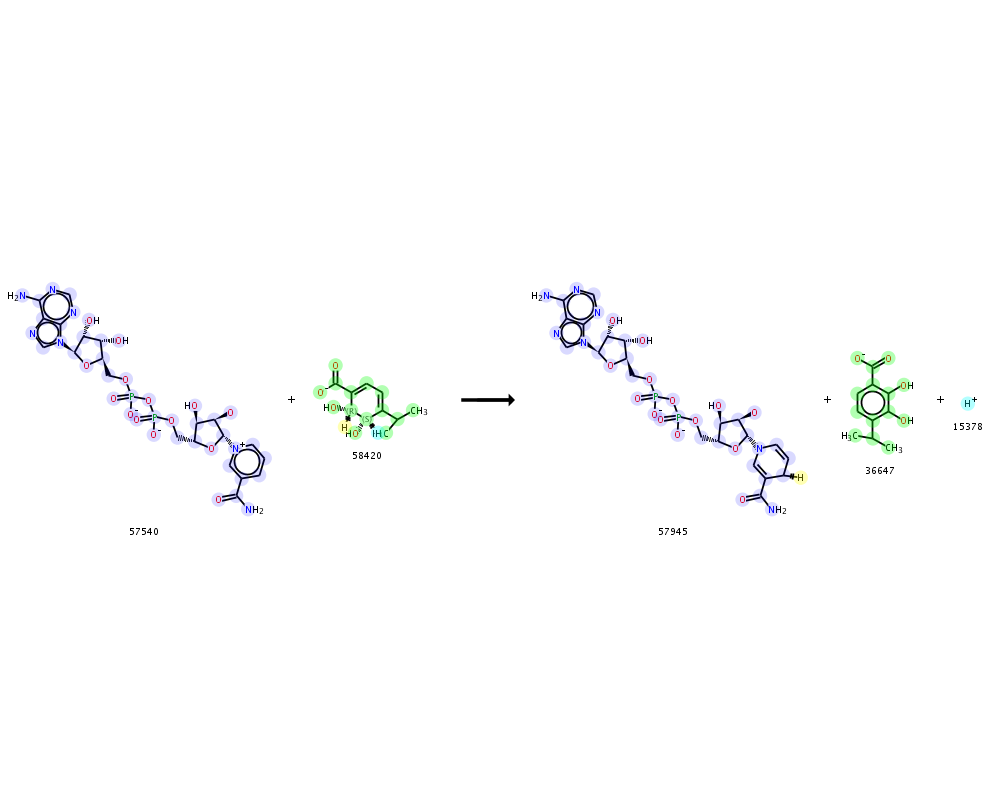 H₂N N N N N OH OH O O P O O⁻ O P O O⁻ O HO O O N⁺ O NH₂
57540
+
O O⁻ HO (R) H HO (S) H H₃C CH₃
58420
H₂N N N N N OH OH O O P O O⁻ O P O O⁻ O HO O O N H O NH₂
57945
+
O⁻ O OH OH H₃C CH₃
36647
+
H⁺
15378